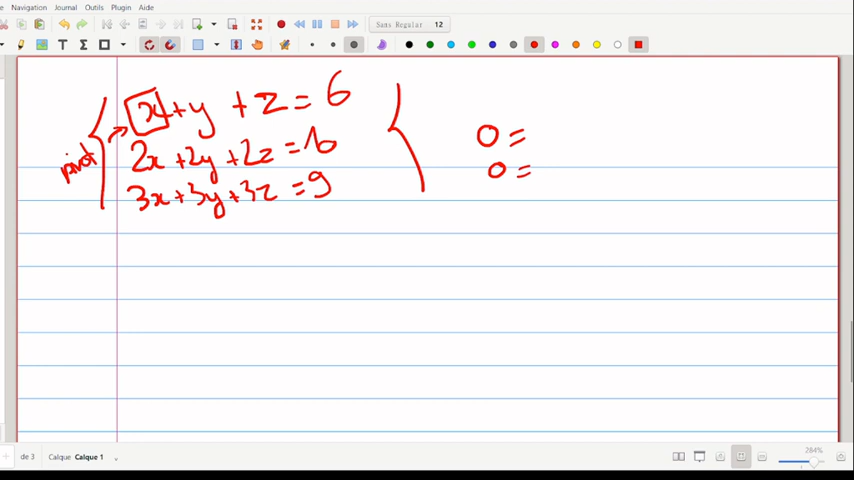 Navigation Journal Outils Plugin Aide
Sans Regular 12
x + y + z = 6
0 =
pivot
2x + 2y + 2z = 16
0 =
3x + 3y + 3z = 9
de 3 Calque Calque 1
284%